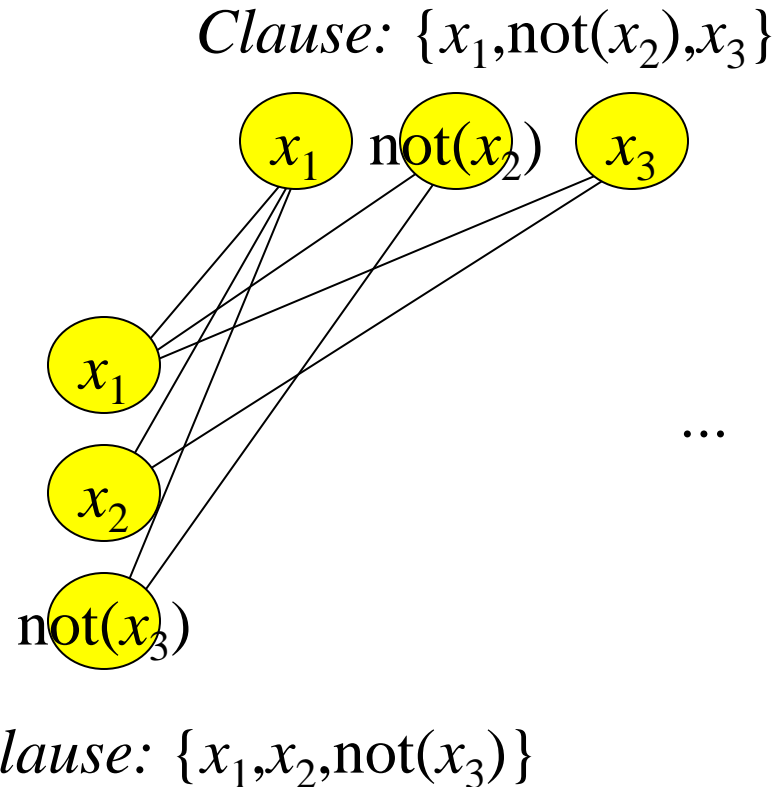 Clause: {x₁,not(x₂),x₃}
x₁ not(x₂) x₃
x₁
...
x₂
not(x₃)
lause: {x₁,x₂,not(x₃)}